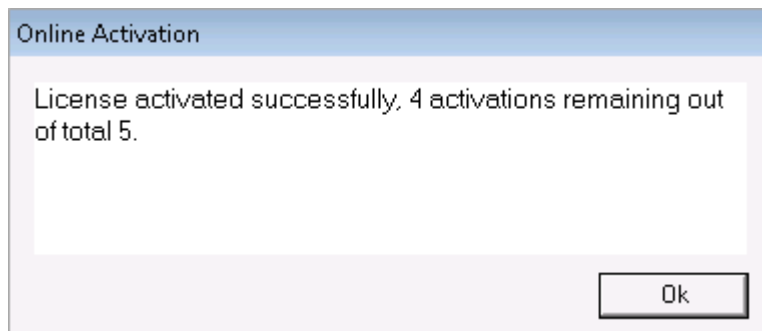 Online Activation
License activated successfully, 4 activations remaining out
of total 5.
Ok